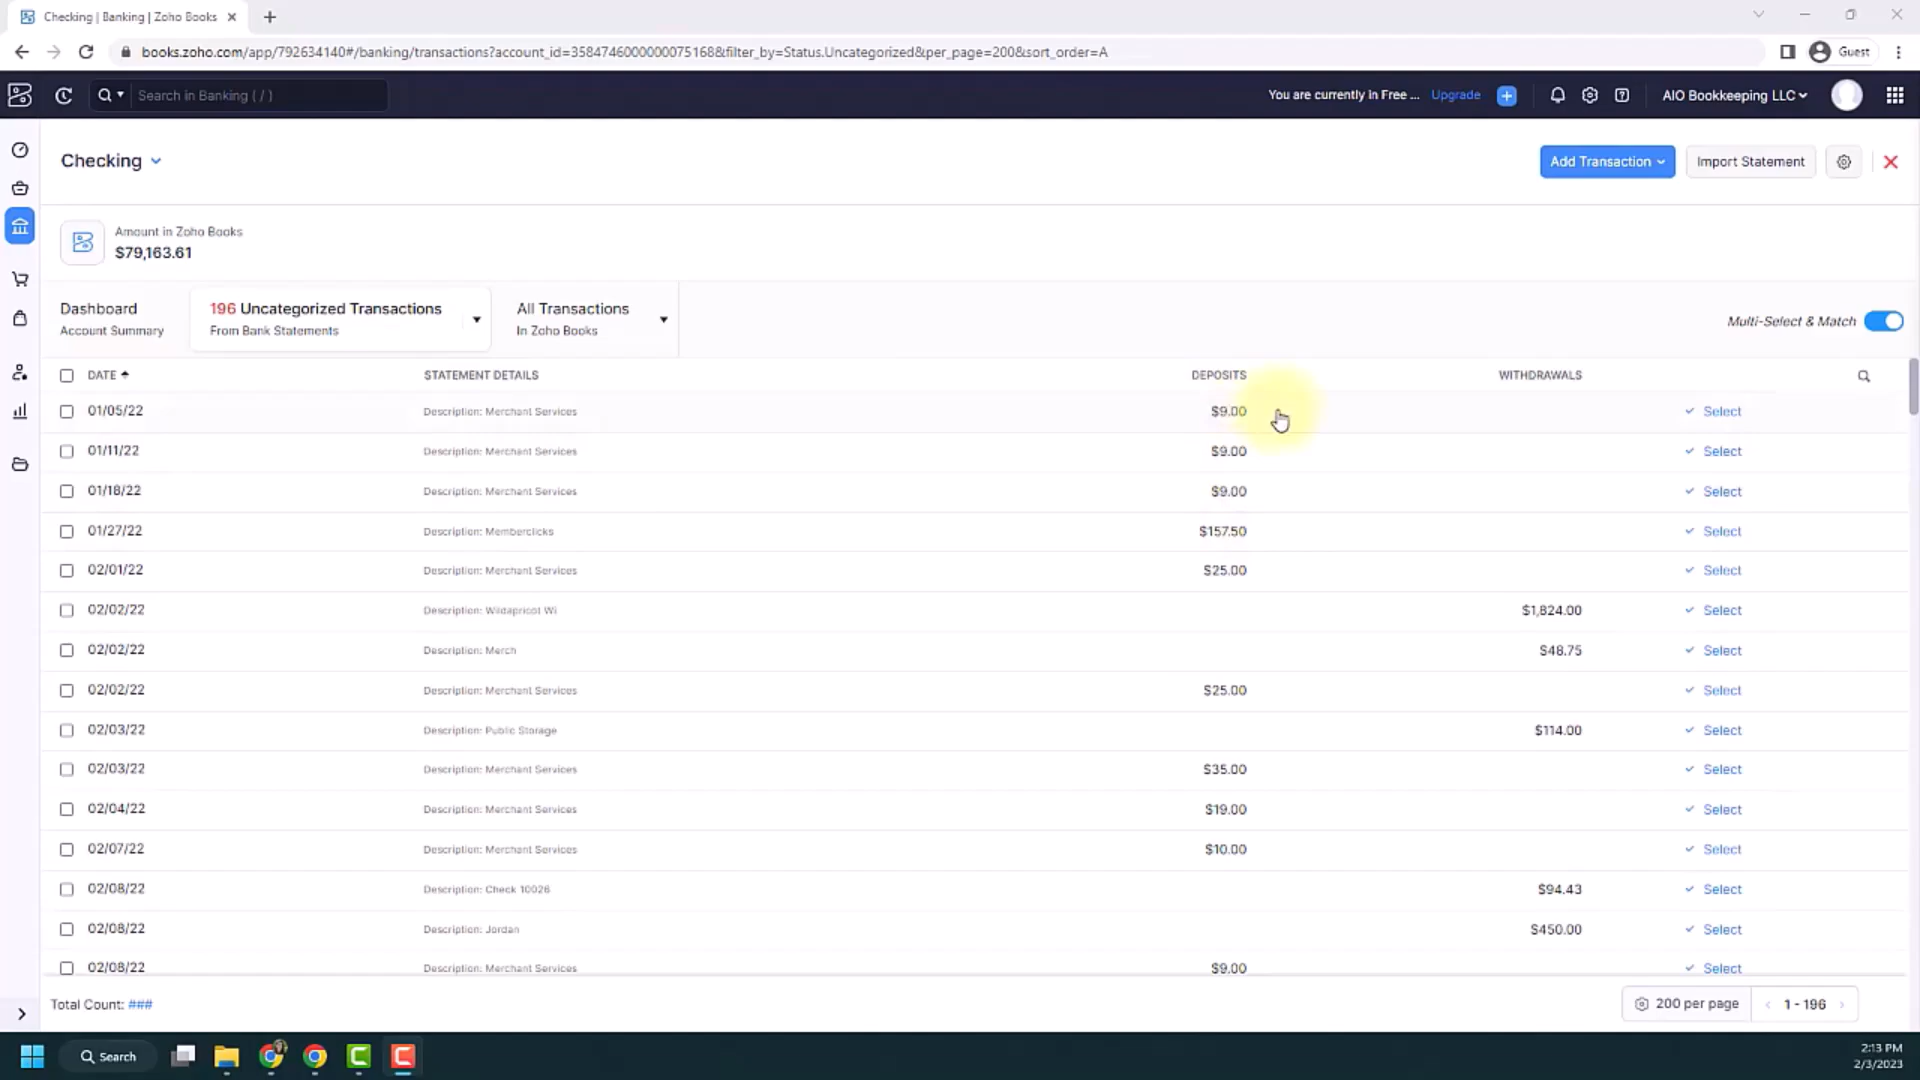 Checking | Banking | Zoho Books
books.zoho.com/app/792634140#/banking/transactions?account_id=3584746000000075168&filter_by=Status.Uncategorized&per_page=200&sort_order=A
Guest
Search in Banking ( / )
You are currently in Free ... Upgrade
AIO Bookkeeping LLC
Checking
Add Transaction
Import Statement
Amount in Zoho Books
$79,163.61
Dashboard
Account Summary
196 Uncategorized Transactions
From Bank Statements
All Transactions
In Zoho Books
Multi-Select & Match
DATE STATEMENT DETAILS DEPOSITS WITHDRAWALS
01/05/22 Description: Merchant Services $9.00 Select
01/11/22 Description: Merchant Services $9.00 Select
01/18/22 Description: Merchant Services $9.00 Select
01/27/22 Description: Memberclicks $157.50 Select
02/01/22 Description: Merchant Services $25.00 Select
02/02/22 Description: Wildapricot Wi $1,824.00 Select
02/02/22 Description: Merch $48.75 Select
02/02/22 Description: Merchant Services $25.00 Select
02/03/22 Description: Public Storage $114.00 Select
02/03/22 Description: Merchant Services $35.00 Select
02/04/22 Description: Merchant Services $19.00 Select
02/07/22 Description: Merchant Services $10.00 Select
02/08/22 Description: Check 10026 $94.43 Select
02/08/22 Description: Jordan $450.00 Select
02/08/22 Description: Merchant Services $9.00 Select
Total Count: ###
200 per page
1 - 196
Search
2:13 PM
2/3/2023